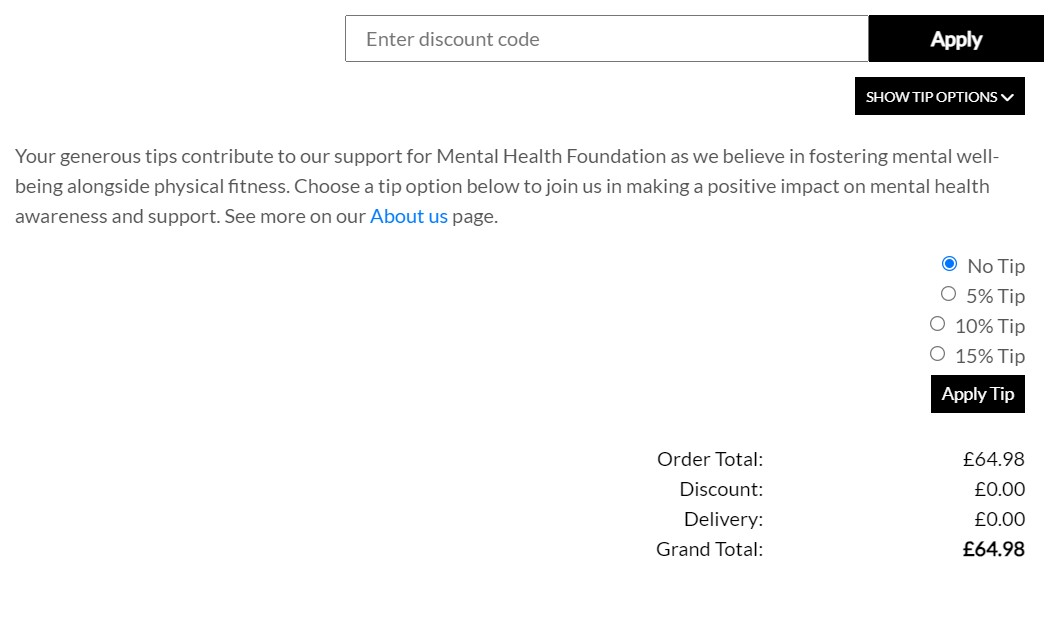 Enter discount code
Apply
SHOW TIP OPTIONS
Your generous tips contribute to our support for Mental Health Foundation as we believe in fostering mental well-
being alongside physical fitness. Choose a tip option below to join us in making a positive impact on mental health
awareness and support. See more on our About us page.
No Tip
5% Tip
10% Tip
15% Tip
Apply Tip
Order Total: £64.98
Discount: £0.00
Delivery: £0.00
Grand Total: £64.98